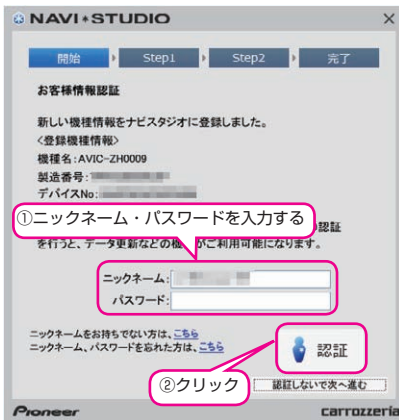 NAVI*STUDIO
開始 Step1 Step2 完了
お客様情報認証
新しい機種情報をナビスタジオに登録しました。
<登録機種情報>
機種名:AVIC-ZH0009
製造番号:
デバイスNo:
①ニックネーム・パスワードを入力する
認証
を行うと、データ更新などの機 がご利用可能になります。
ニックネーム:
パスワード:
ニックネームをお持ちでない方は、こちら
ニックネーム、パスワードを忘れた方は、こちら
認証
②クリック
認証しないで次へ進む
Pioneer carrozzeria